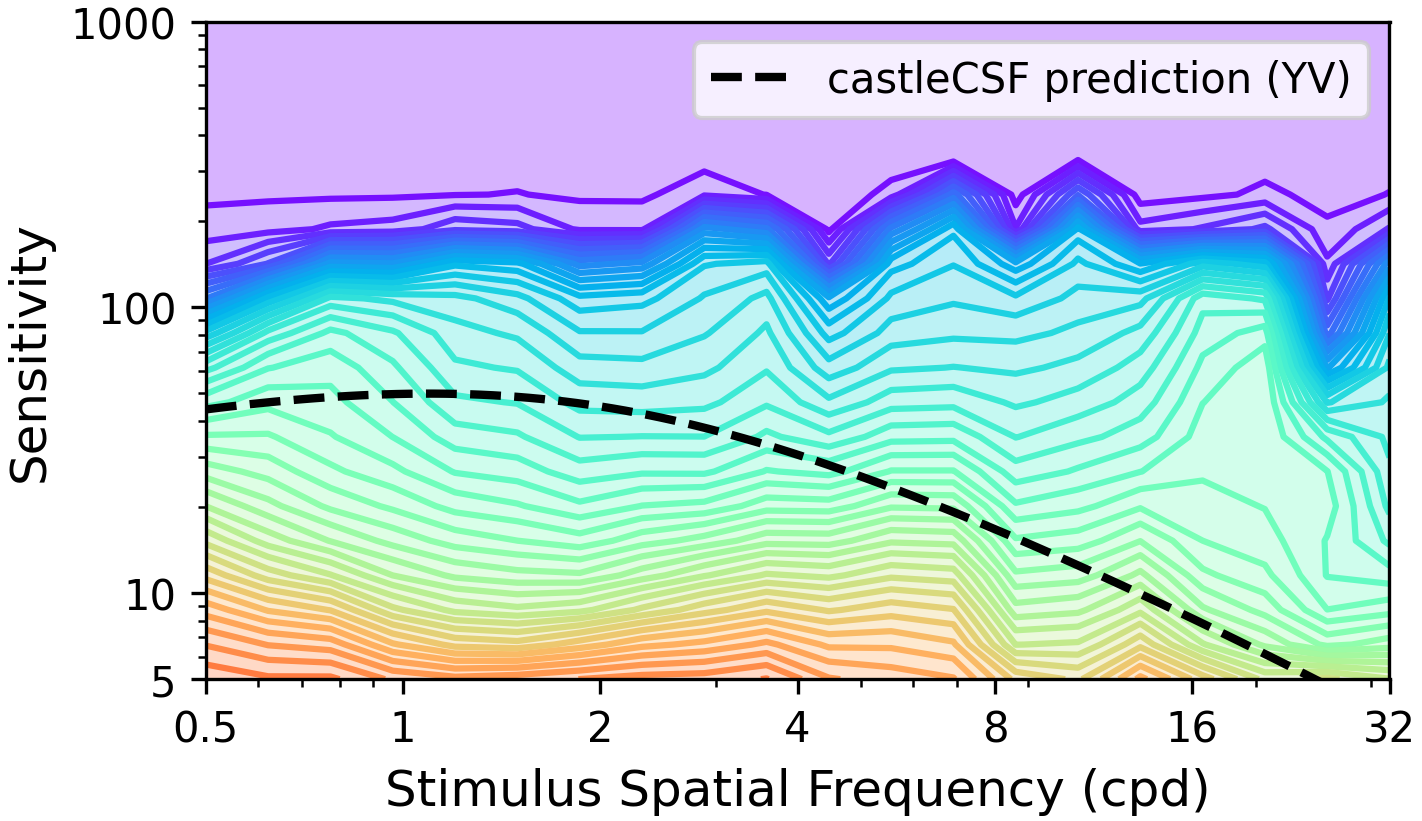 1000
castleCSF prediction (YV)
Sensitivity
100
10
5
0.5 1 2 4 8 16 32
Stimulus Spatial Frequency (cpd)